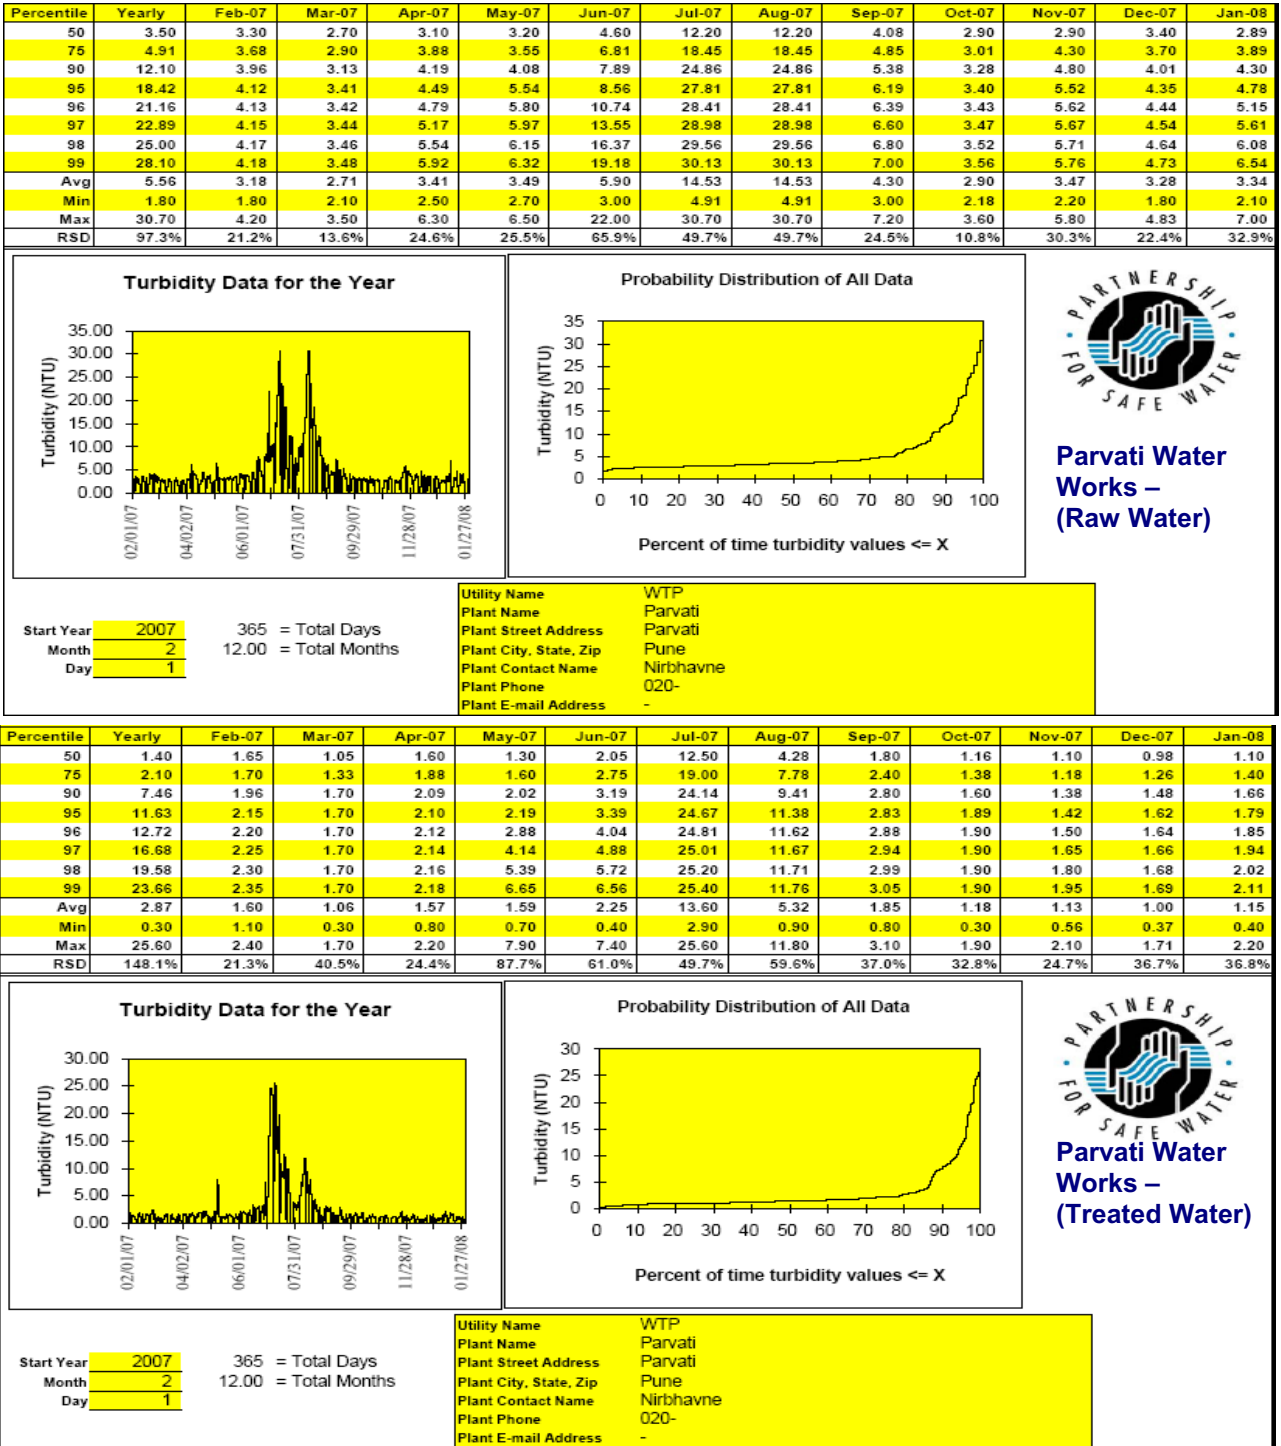 Percentile Yearly Feb-07 Mar-07 Apr-07 May-07 Jun-07 Jul-07 Aug-07 Sep-07 Oct-07 Nov-07 Dec-07 Jan-08
50 3.50 3.30 2.70 3.10 3.20 4.60 12.20 12.20 4.08 2.90 2.90 3.40 2.89
75 4.91 3.68 2.90 3.88 3.55 6.81 18.45 18.45 4.85 3.01 4.30 3.70 3.89
90 12.10 3.96 3.13 4.19 4.08 7.89 24.86 24.86 5.38 3.28 4.80 4.01 4.30
95 18.42 4.12 3.41 4.49 5.54 8.56 27.81 27.81 6.19 3.40 5.52 4.35 4.78
96 21.16 4.13 3.42 4.79 5.80 10.74 28.41 28.41 6.39 3.43 5.62 4.44 5.15
97 22.89 4.15 3.44 5.17 5.97 13.55 28.98 28.98 6.60 3.47 5.67 4.54 5.61
98 25.00 4.17 3.46 5.54 6.15 16.37 29.56 29.56 6.80 3.52 5.71 4.64 6.08
99 28.10 4.18 3.48 5.92 6.32 19.18 30.13 30.13 7.00 3.56 5.76 4.73 6.54
Avg 5.56 3.18 2.71 3.41 3.49 5.90 14.53 14.53 4.30 2.90 3.47 3.28 3.34
Min 1.80 1.80 2.10 2.50 2.70 3.00 4.91 4.91 3.00 2.18 2.20 1.80 2.10
Max 30.70 4.20 3.50 6.30 6.50 22.00 30.70 30.70 7.20 3.60 5.80 4.83 7.00
RSD 97.3% 21.2% 13.6% 24.6% 25.5% 65.9% 49.7% 49.7% 24.5% 10.8% 30.3% 22.4% 32.9%
Turbidity Data for the Year
Turbidity (NTU)
35.00
30.00
25.00
20.00
15.00
10.00
5.00
0.00
02/01/07 04/02/07 06/01/07 07/31/07 09/29/07 11/28/07 01/27/08
Probability Distribution of All Data
Turbidity (NTU)
35
30
25
20
15
10
5
0
0 10 20 30 40 50 60 70 80 90 100
Percent of time turbidity values <= X
PARTNERSHIP
FOR SAFE WATER
Parvati Water
Works –
(Raw Water)
Start Year 2007 365 = Total Days
Month 2 12.00 = Total Months
Day 1
Utility Name WTP
Plant Name Parvati
Plant Street Address Parvati
Plant City, State, Zip Pune
Plant Contact Name Nirbhavne
Plant Phone 020-
Plant E-mail Address -
Percentile Yearly Feb-07 Mar-07 Apr-07 May-07 Jun-07 Jul-07 Aug-07 Sep-07 Oct-07 Nov-07 Dec-07 Jan-08
50 1.40 1.65 1.05 1.60 1.30 2.05 12.50 4.28 1.80 1.16 1.10 0.98 1.10
75 2.10 1.70 1.33 1.88 1.60 2.75 19.00 7.78 2.40 1.38 1.18 1.26 1.40
90 7.46 1.96 1.70 2.09 2.02 3.19 24.14 9.41 2.80 1.60 1.38 1.48 1.66
95 11.63 2.15 1.70 2.10 2.19 3.39 24.67 11.38 2.83 1.89 1.42 1.62 1.79
96 12.72 2.20 1.70 2.12 2.88 4.04 24.81 11.62 2.88 1.90 1.50 1.64 1.85
97 16.68 2.25 1.70 2.14 4.14 4.88 25.01 11.67 2.94 1.90 1.65 1.66 1.94
98 19.58 2.30 1.70 2.16 5.39 5.72 25.20 11.71 2.99 1.90 1.80 1.68 2.02
99 23.66 2.35 1.70 2.18 6.65 6.56 25.40 11.76 3.05 1.90 1.95 1.69 2.11
Avg 2.87 1.60 1.06 1.57 1.59 2.25 13.60 5.32 1.85 1.18 1.13 1.00 1.15
Min 0.30 1.10 0.30 0.80 0.70 0.40 2.90 0.90 0.80 0.30 0.56 0.37 0.40
Max 25.60 2.40 1.70 2.20 7.90 7.40 25.60 11.80 3.10 1.90 2.10 1.71 2.20
RSD 148.1% 21.3% 40.5% 24.4% 87.7% 61.0% 49.7% 59.6% 37.0% 32.8% 24.7% 36.7% 36.8%
Turbidity Data for the Year
Turbidity (NTU)
30.00
25.00
20.00
15.00
10.00
5.00
0.00
02/01/07 04/02/07 06/01/07 07/31/07 09/29/07 11/28/07 01/27/08
Probability Distribution of All Data
Turbidity (NTU)
30
25
20
15
10
5
0
0 10 20 30 40 50 60 70 80 90 100
Percent of time turbidity values <= X
PARTNERSHIP
FOR SAFE WATER
Parvati Water
Works –
(Treated Water)
Start Year 2007 365 = Total Days
Month 2 12.00 = Total Months
Day 1
Utility Name WTP
Plant Name Parvati
Plant Street Address Parvati
Plant City, State, Zip Pune
Plant Contact Name Nirbhavne
Plant Phone 020-
Plant E-mail Address -